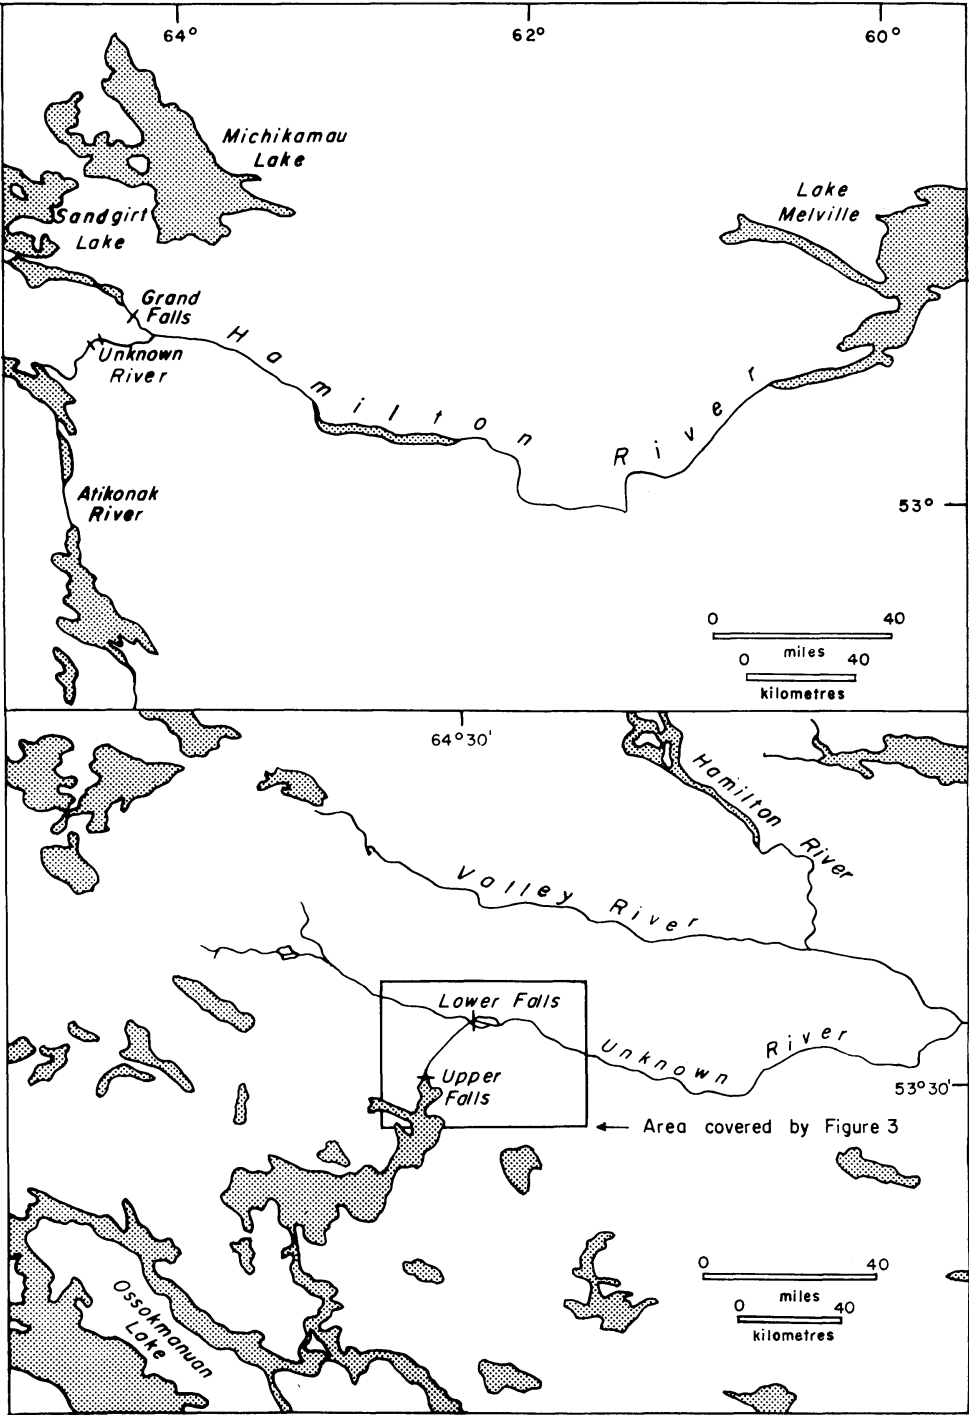 64° 62° 60°
Michikamau
Lake
Lake
Melville
Sandgirt
Lake
Grand
Falls
Unknown
River
Hamilton River
Atikonak
River
53°
0 40
miles
0 40
kilometres
64°30'
Hamilton River
Valley River
Lower Falls
Unknown River
Upper
Falls
53°30'
← Area covered by Figure 3
Ossokmanuan
Lake
0 40
miles
0 40
kilometres